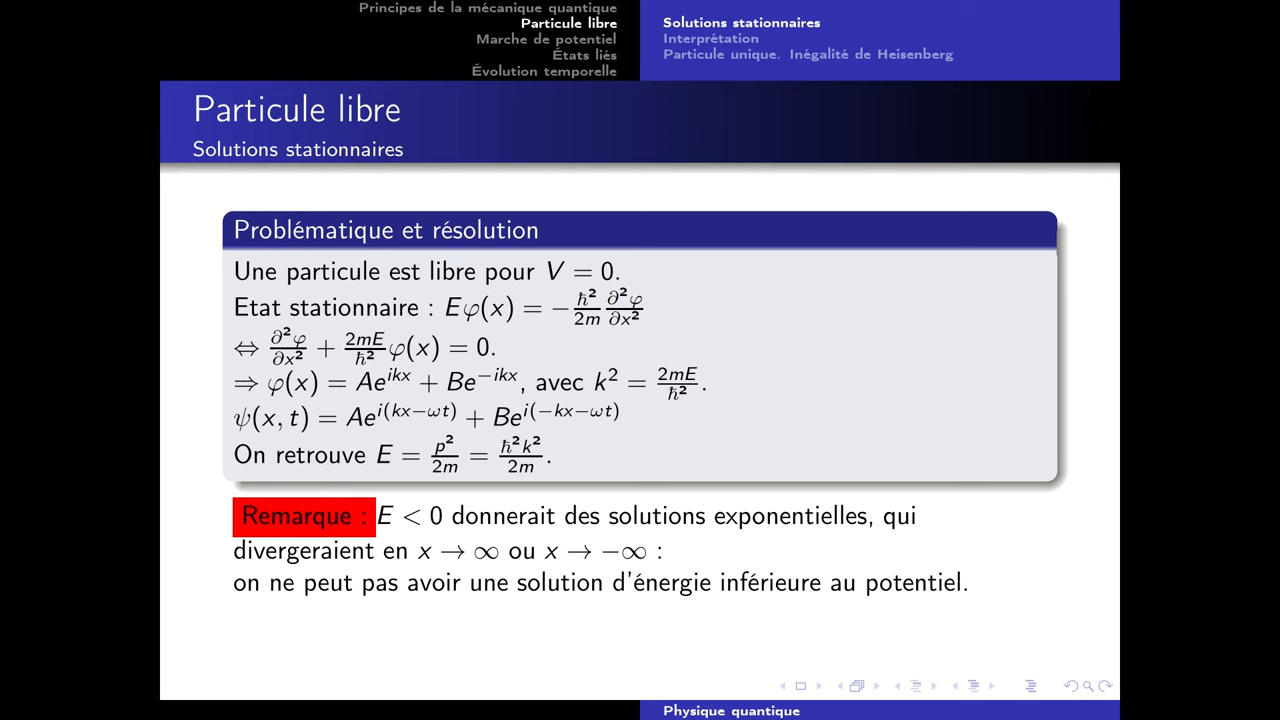 Principes de la mécanique quantique
Particule libre
Marche de potentiel
États liés
Évolution temporelle
Solutions stationnaires
Interprétation
Particule unique. Inégalité de Heisenberg
Particule libre
Solutions stationnaires
Problématique et résolution
Une particule est libre pour V = 0.
Etat stationnaire : Eφ(x) = −ħ²/2m ∂²φ/∂x²
⇔ ∂²φ/∂x² + 2mE/ħ² φ(x) = 0.
⇒ φ(x) = Ae^{ikx} + Be^{−ikx}, avec k² = 2mE/ħ².
ψ(x, t) = Ae^{i(kx−ωt)} + Be^{i(−kx−ωt)}
On retrouve E = p²/2m = ħ²k²/2m.
Remarque : E < 0 donnerait des solutions exponentielles, qui
divergeraient en x → ∞ ou x → −∞ :
on ne peut pas avoir une solution d'énergie inférieure au potentiel.
Physique quantique